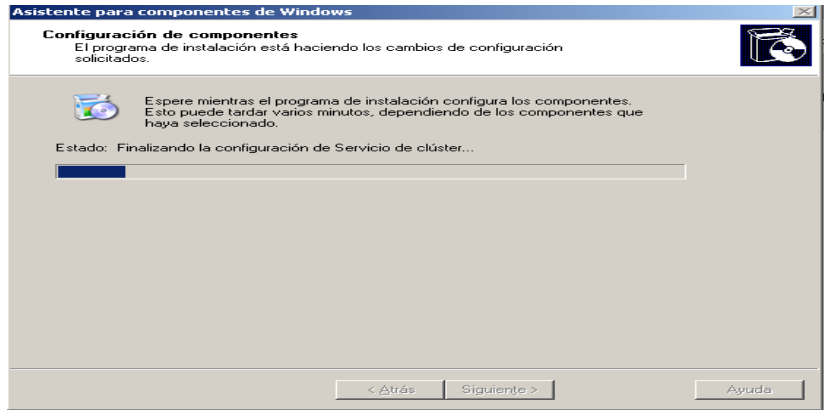 Asistente para componentes de Windows
Configuración de componentes
El programa de instalación está haciendo los cambios de configuración
solicitados.
Espere mientras el programa de instalación configura los componentes.
Esto puede tardar varios minutos, dependiendo de los componentes que
haya seleccionado.
Estado: Finalizando la configuración de Servicio de clúster...
< Atrás Siguiente > Ayuda